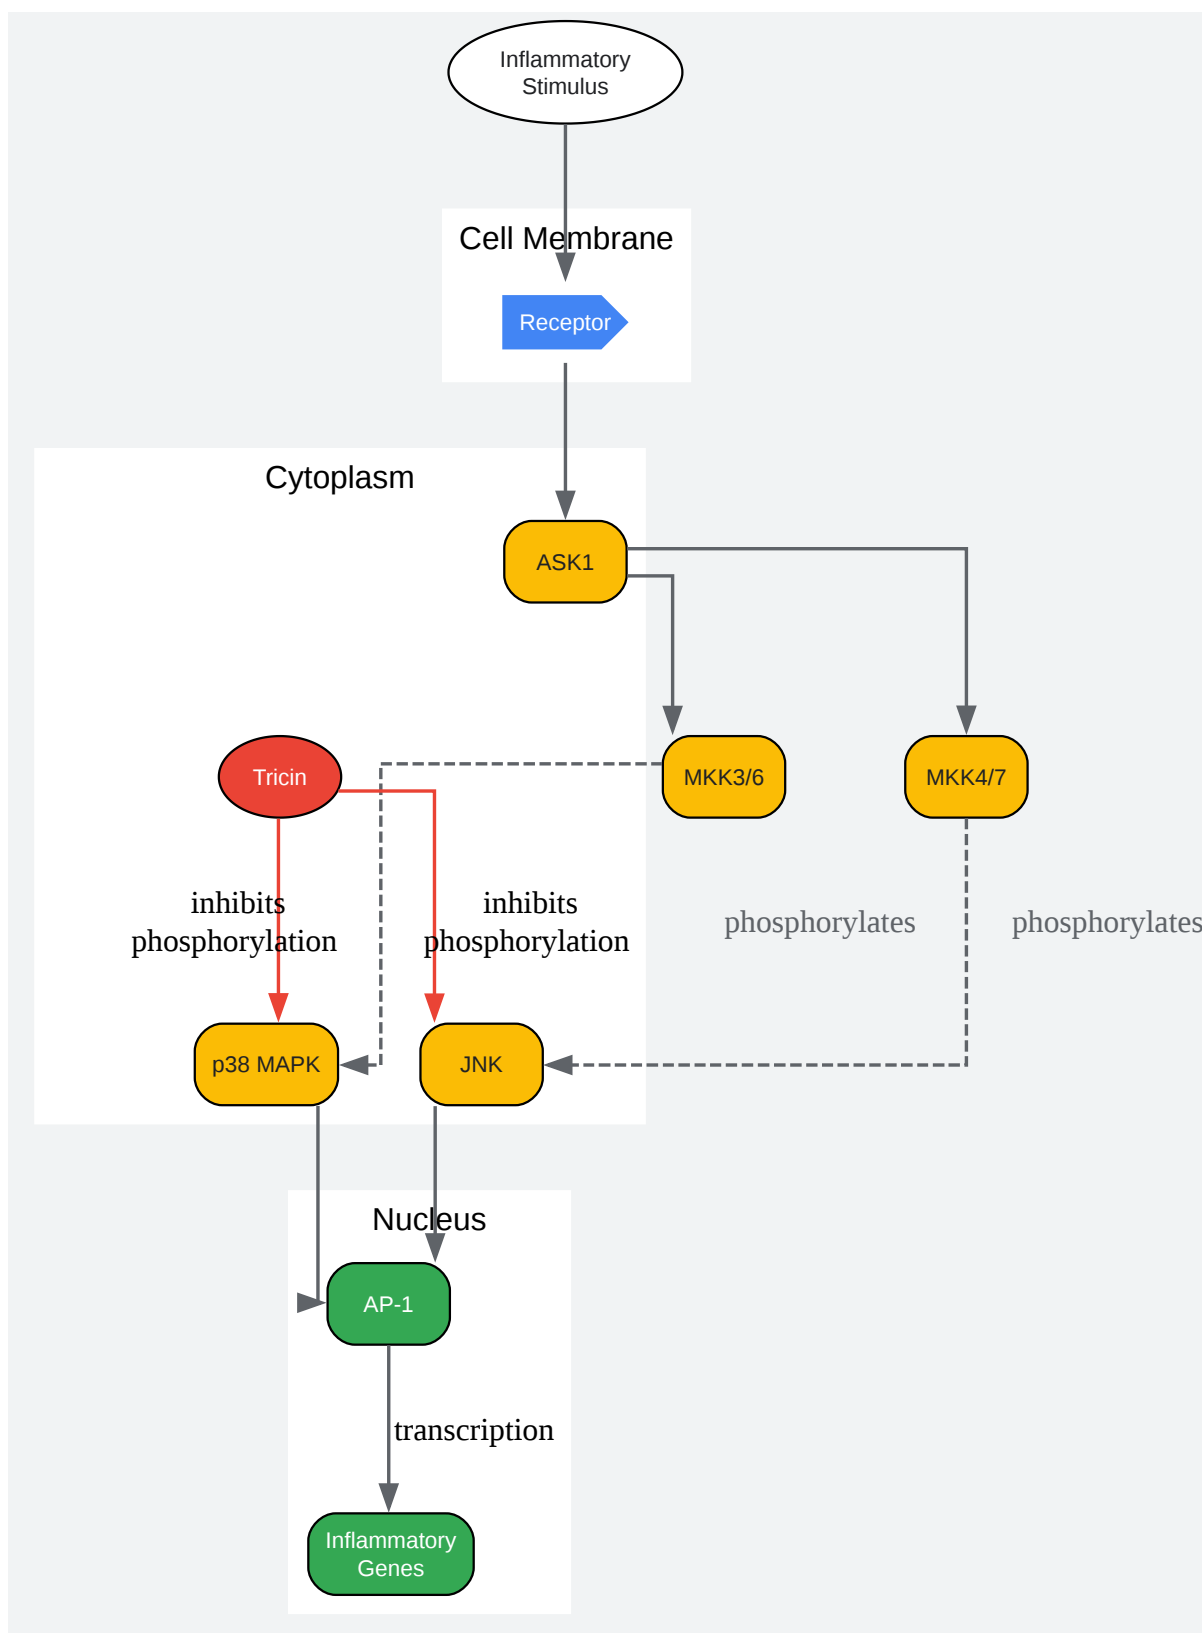 Inflammatory
Stimulus
Cell Membrane
Receptor
Cytoplasm
ASK1
Tricin
MKK3/6
MKK4/7
inhibits
phosphorylation
inhibits
phosphorylation
phosphorylates
phosphorylates
p38 MAPK
JNK
Nucleus
AP-1
transcription
Inflammatory
Genes